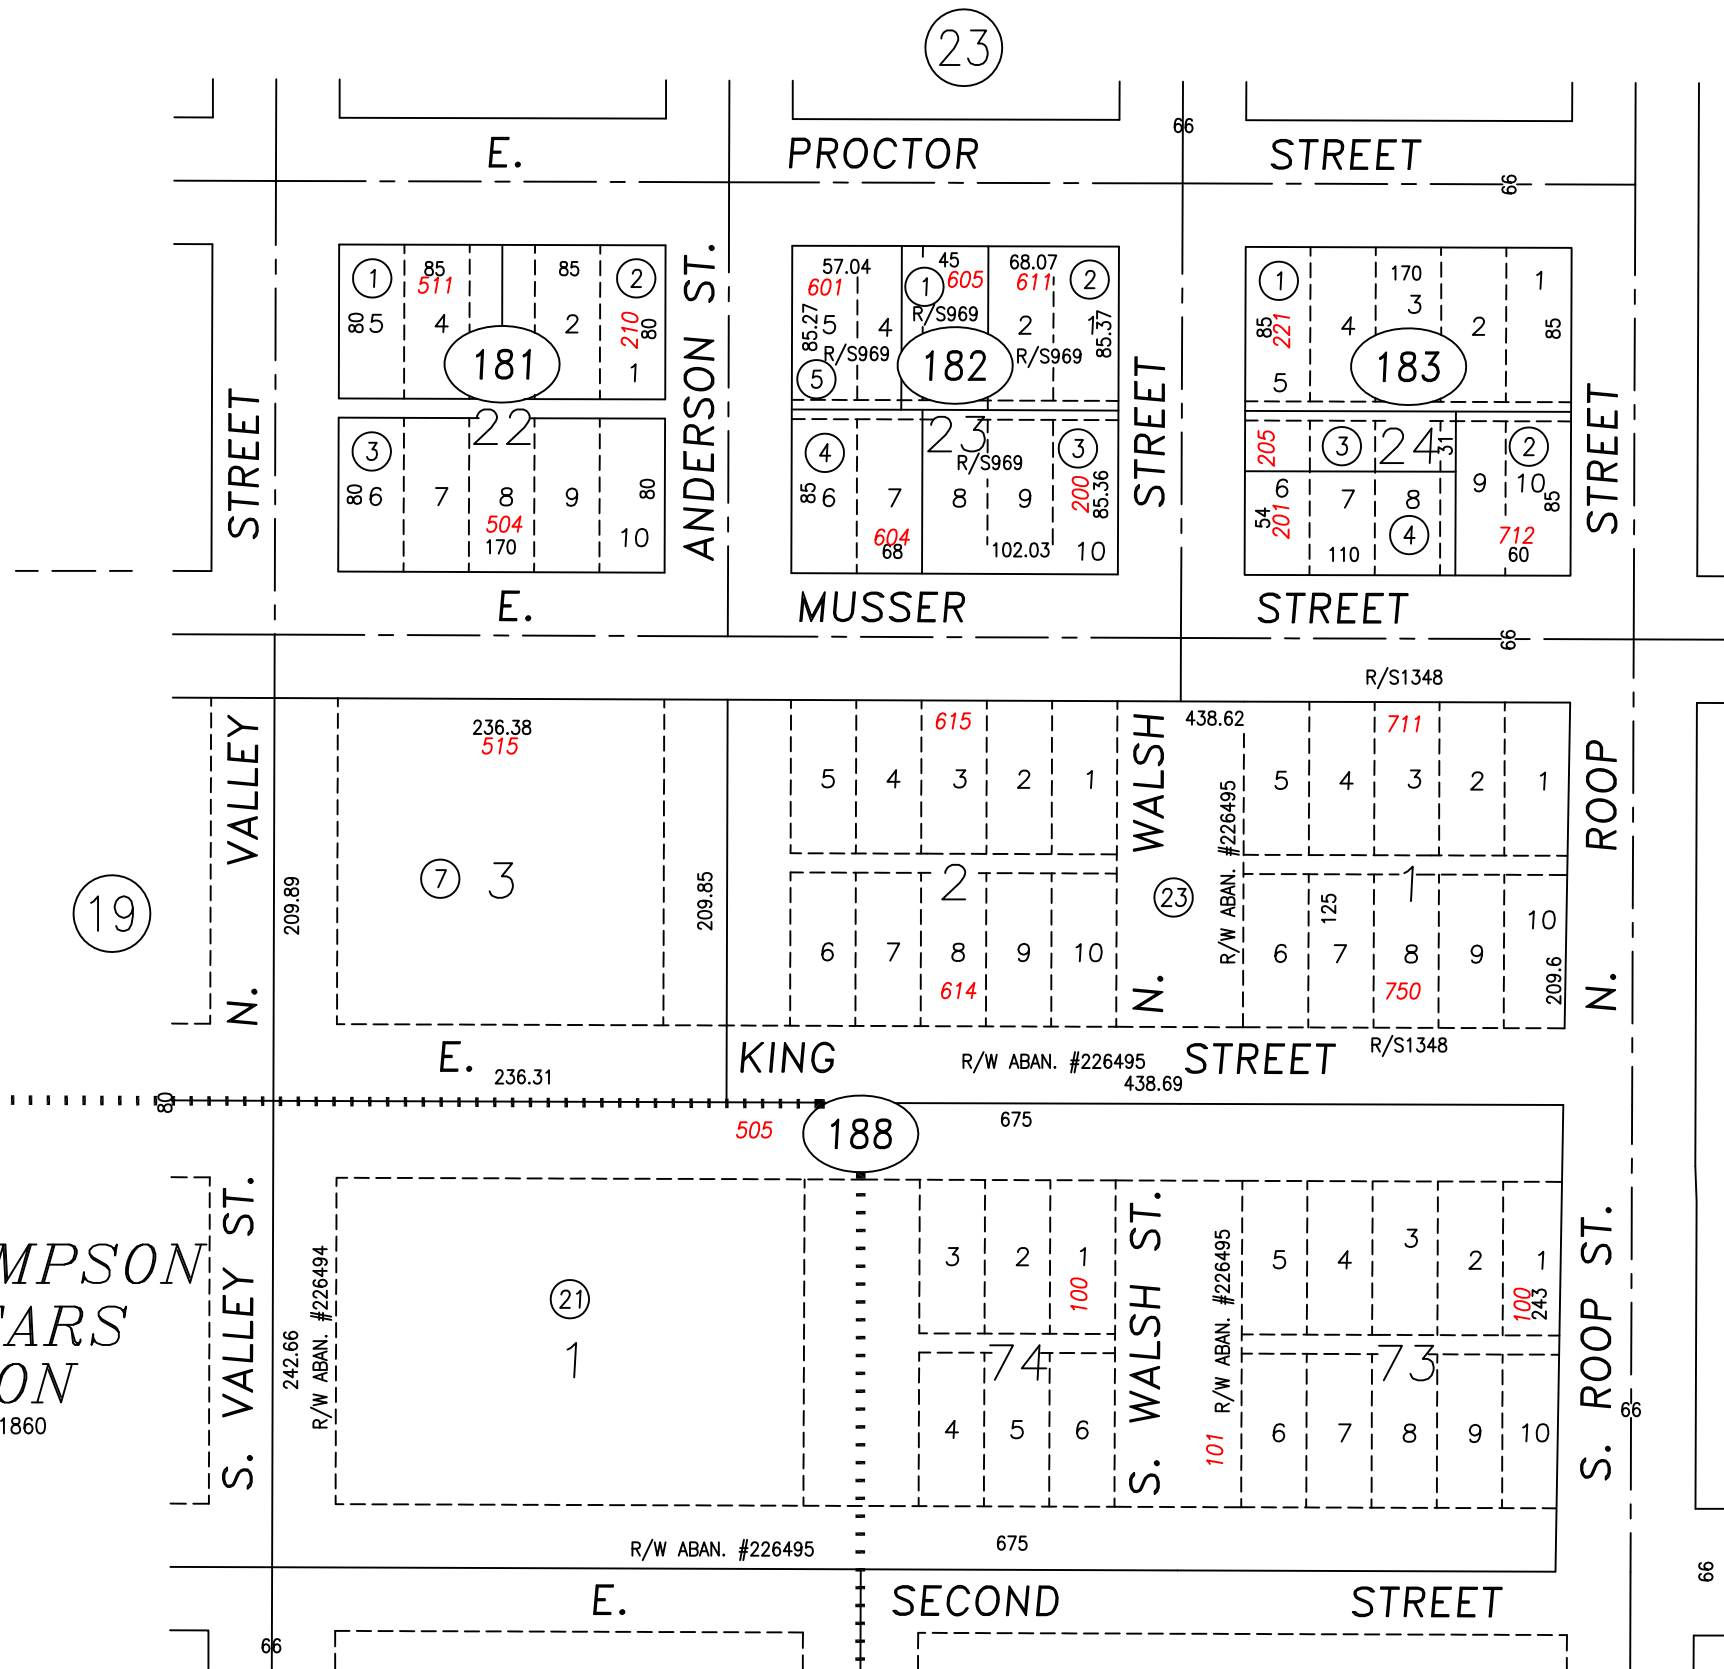 23
66
E. PROCTOR STREET
66
1 85 511 85 2
80 5 4 2 210 80
181
1
22
3
80 6 7 8 9 80
504
170
10
STREET
ANDERSON ST.
57.04 45 68.07
601 1 605 611 2
R/S969
85.27 5 4 2 1 85.37
R/S969 182 R/S969
5
23
4 R/S969 3
85 6 7 8 9 200 85.36
604
68 102.03 10
STREET
1 170 1
3
85 221 4 2 85
183
5
205 3 24 31 2
6 7 8 9 10
54 201 4 85
712
110 60
STREET
E. MUSSER STREET
66
R/S1348
236.38
515
615
438.62
711
N. VALLEY
N. WALSH
N. ROOP
5 4 3 2 1
5 4 3 2 1
R/W ABAN. #226495
19
7 3
209.89
209.85
2
23
1
125
6 7 8 9 10
6 7 8 9 10
614
750
209.6
R/S1348
E. KING STREET
R/W ABAN. #226495
236.31
438.69
80
505
188
675
S. VALLEY ST.
S. WALSH ST.
S. ROOP ST.
MPSON
ARS
ON
1860
R/W ABAN. #226494
242.66
21
1
3 2 1
100
74
4 5 6
R/W ABAN. #226495
101
5 4 3 2 1
100
243
73
6 7 8 9 10
66
R/W ABAN. #226495
675
66
E. SECOND STREET
66